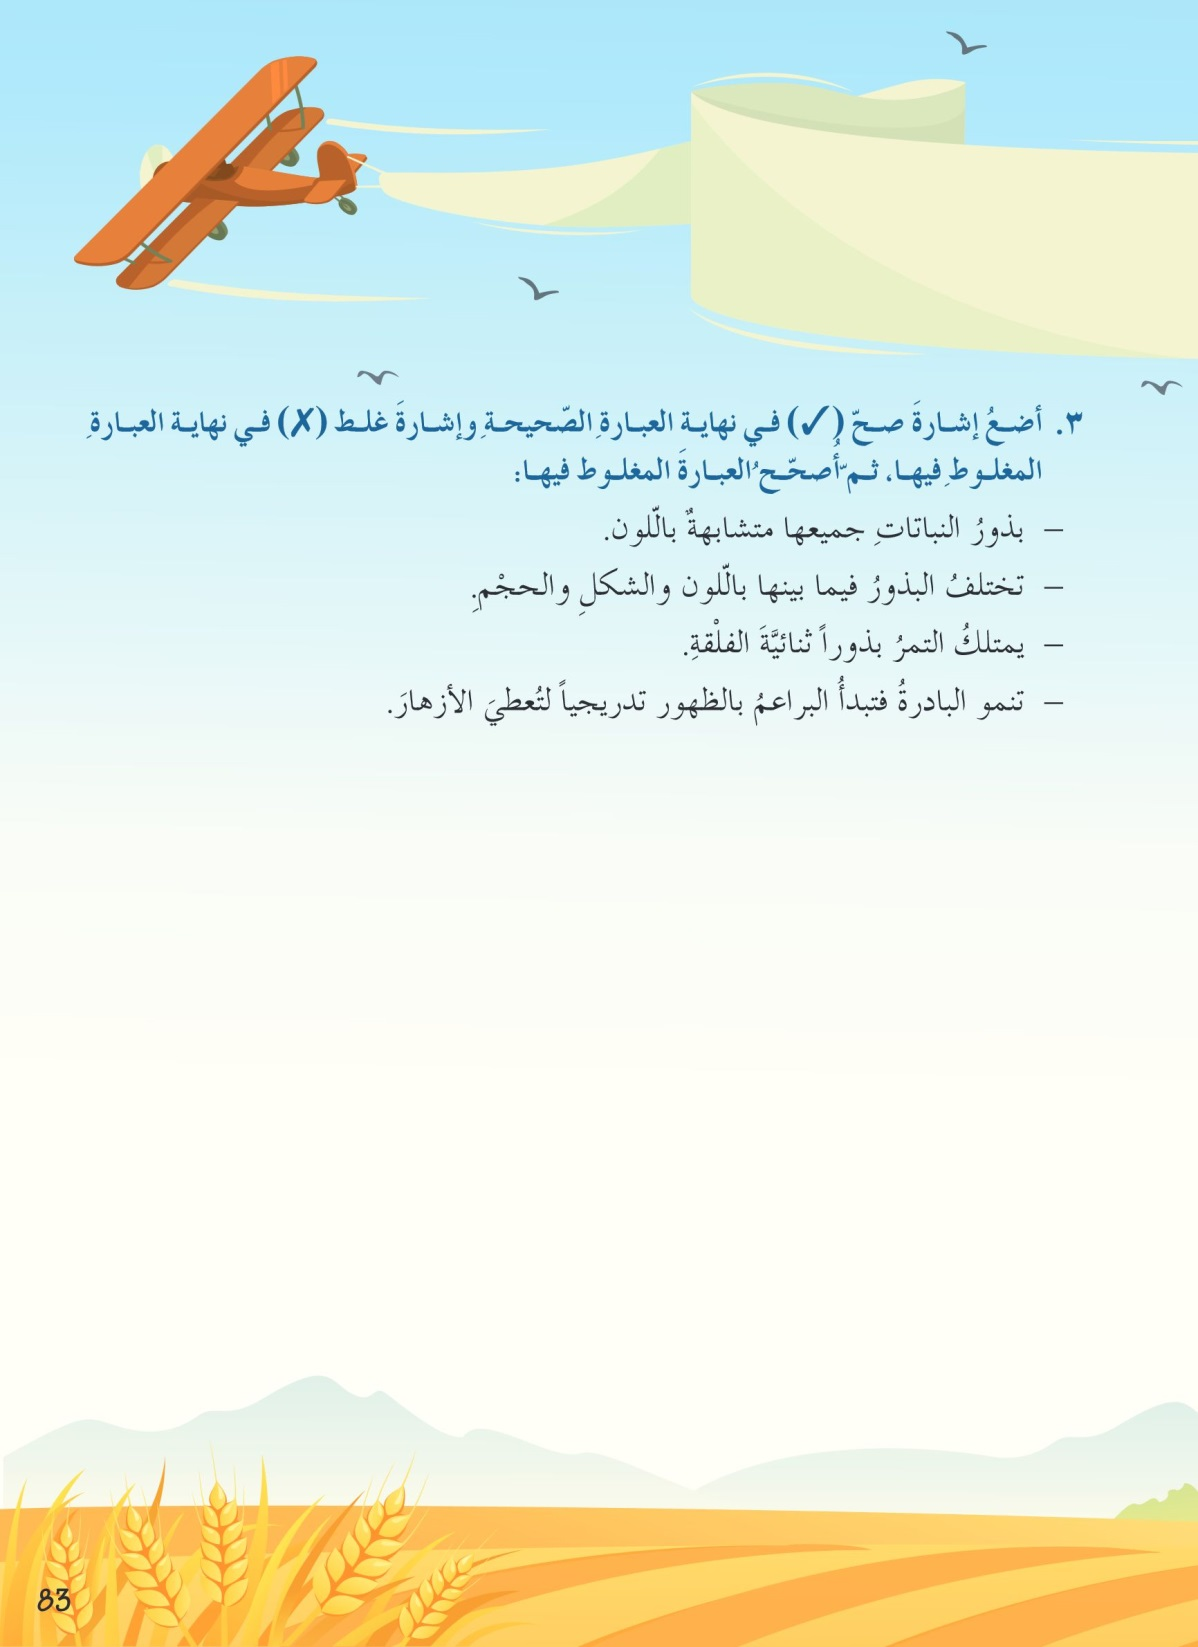 ٣. أضعُ إشارةَ صحّ (✓) في نهاية العبارةِ الصّحيحةِ وإشارةَ غلط (✗) في نهاية العبارةِ
المغلوطِ فيها، ثمّ أُصحّحُ العبارةَ المغلوط فيها:
– بذورُ النباتاتِ جميعها متشابهةٌ باللّون.
– تختلفُ البذورُ فيما بينها باللّون والشكلِ والحجْمِ.
– يمتلكُ التمرُ بذوراً ثنائيَّةَ الفلْقةِ.
– تنمو البادرةُ فتبدأُ البراعمُ بالظهور تدريجياً لتُعطيَ الأزهارَ.
83